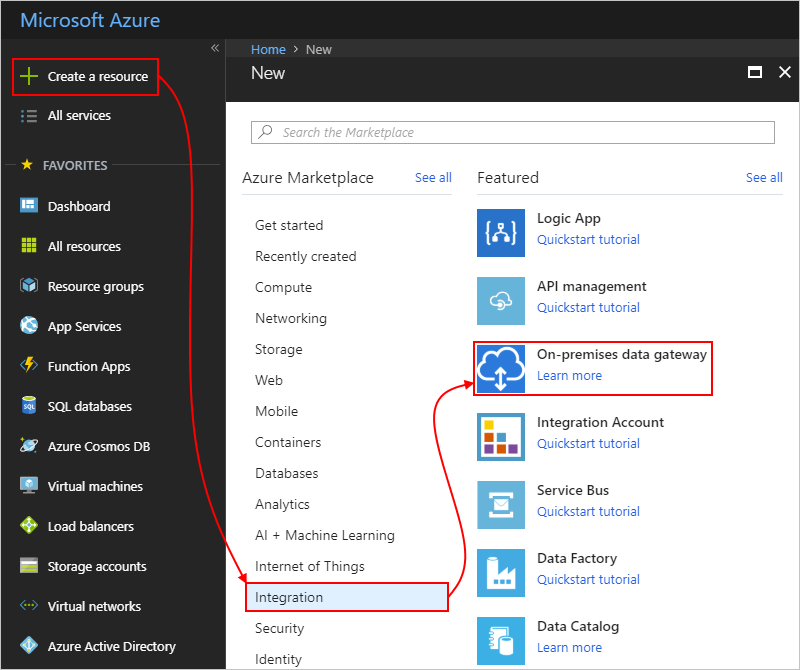 Microsoft Azure
«
Create a resource
All services
FAVORITES
Dashboard
All resources
Resource groups
App Services
Function Apps
SQL
SQL databases
Azure Cosmos DB
Virtual machines
Load balancers
Storage accounts
Virtual networks
Azure Active Directory
Home > New
New
Search the Marketplace
Azure Marketplace See all
Get started
Recently created
Compute
Networking
Storage
Web
Mobile
Containers
Databases
Analytics
AI + Machine Learning
Internet of Things
Integration
Security
Identity
Featured See all
Logic App
Quickstart tutorial
API management
Quickstart tutorial
On-premises data gateway
Learn more
Integration Account
Quickstart tutorial
Service Bus
Quickstart tutorial
Data Factory
Quickstart tutorial
Data Catalog
Learn more